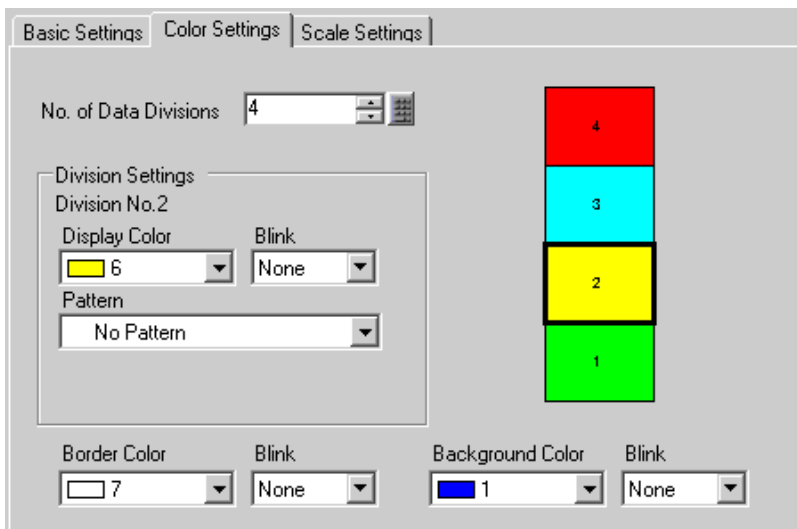 Basic Settings Color Settings Scale Settings
No. of Data Divisions 4
4
3
2
1
Division Settings
Division No.2
Display Color Blink
6 None
Pattern
No Pattern
Border Color Blink Background Color Blink
7 None 1 None